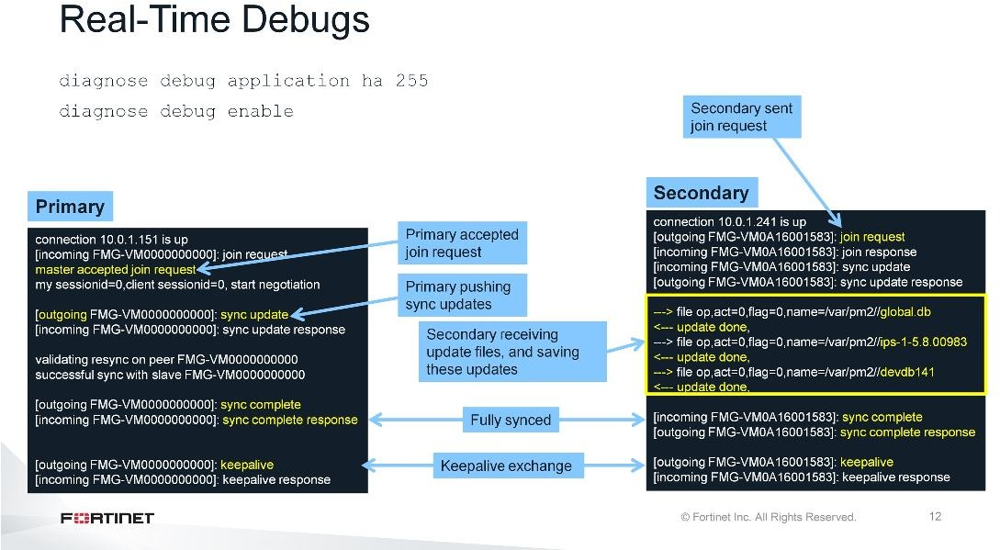 Real-Time Debugs
diagnose debug application ha 255
diagnose debug enable
Secondary sent
join request
Primary
connection 10.0.1.151 is up
[incoming FMG-VM0000000000]: join request
master accepted join request
my sessionid=0,client sessionid=0, start negotiation
[outgoing FMG-VM0000000000]: sync update
[incoming FMG-VM0000000000]: sync update response
validating resync on peer FMG-VM0000000000
successful sync with slave FMG-VM0000000000
[outgoing FMG-VM0000000000]: sync complete
[incoming FMG-VM0000000000]: sync complete response
[outgoing FMG-VM0000000000]: keepalive
[incoming FMG-VM0000000000]: keepalive response
Primary accepted
join request
Primary pushing
sync updates
Secondary receiving
update files, and saving
these updates
Fully synced
Keepalive exchange
Secondary
connection 10.0.1.241 is up
[outgoing FMG-VM0A16001583]: join request
[incoming FMG-VM0A16001583]: join response
[incoming FMG-VM0A16001583]: sync update
[outgoing FMG-VM0A16001583]: sync update response
---> file op,act=0,flag=0,name=/var/pm2//global.db
<--- update done,
---> file op,act=0,flag=0,name=/var/pm2//ips-1-5.8.00983
<--- update done,
---> file op,act=0,flag=0,name=/var/pm2//devdb141
<--- update done,
[incoming FMG-VM0A16001583]: sync complete
[outgoing FMG-VM0A16001583]: sync complete response
[outgoing FMG-VM0A16001583]: keepalive
[incoming FMG-VM0A16001583]: keepalive response
FORTINET
© Fortinet Inc. All Rights Reserved.
12